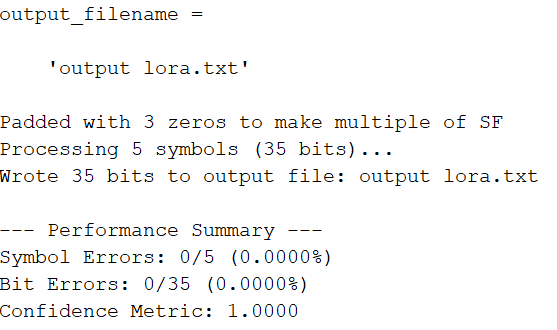 output_filename =
'output lora.txt'
Padded with 3 zeros to make multiple of SF
Processing 5 symbols (35 bits)...
Wrote 35 bits to output file: output lora.txt
--- Performance Summary ---
Symbol Errors: 0/5 (0.0000%)
Bit Errors: 0/35 (0.0000%)
Confidence Metric: 1.0000